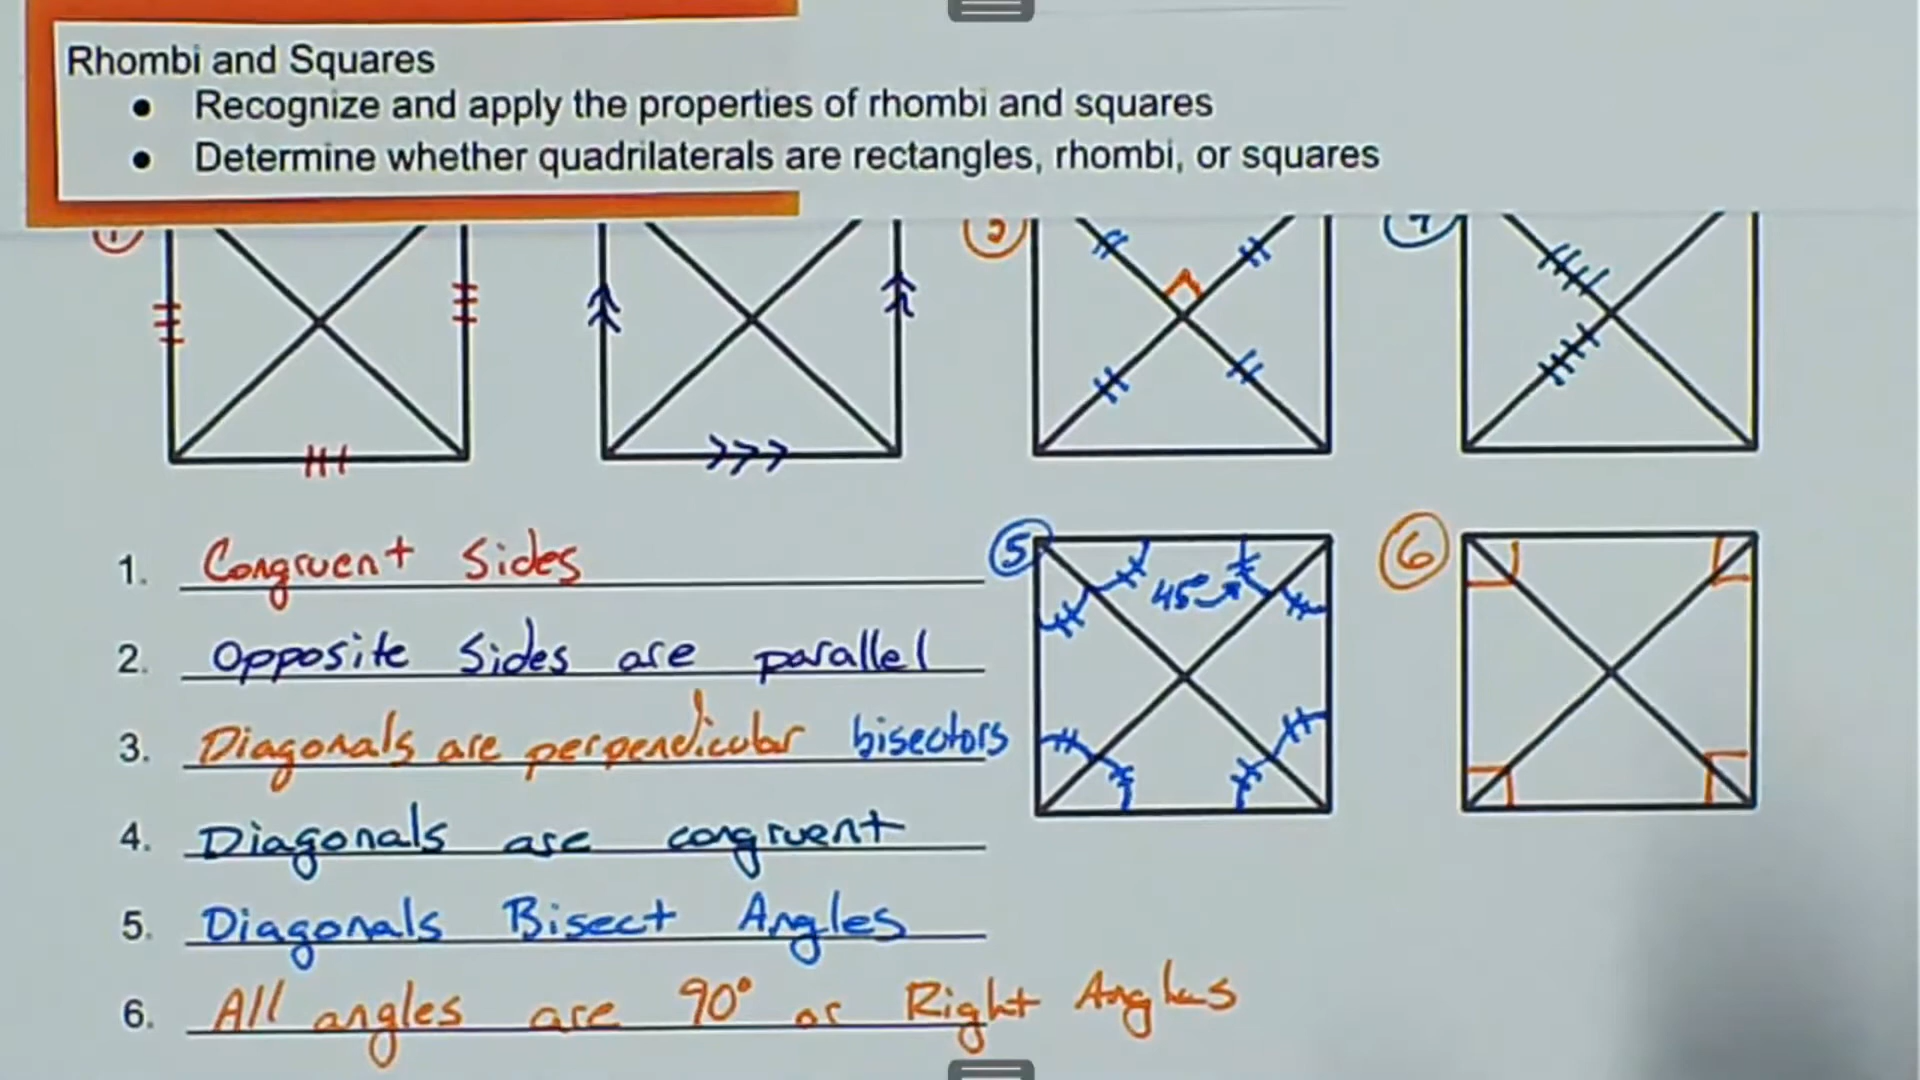 Rhombi and Squares
● Recognize and apply the properties of rhombi and squares
● Determine whether quadrilaterals are rectangles, rhombi, or squares
1. Congruent Sides
2. Opposite Sides are parallel
3. Diagonals are perpendicular bisectors
4. Diagonals are congruent
5. Diagonals Bisect Angles
6. All angles are 90° or Right Angles
5
45°
6